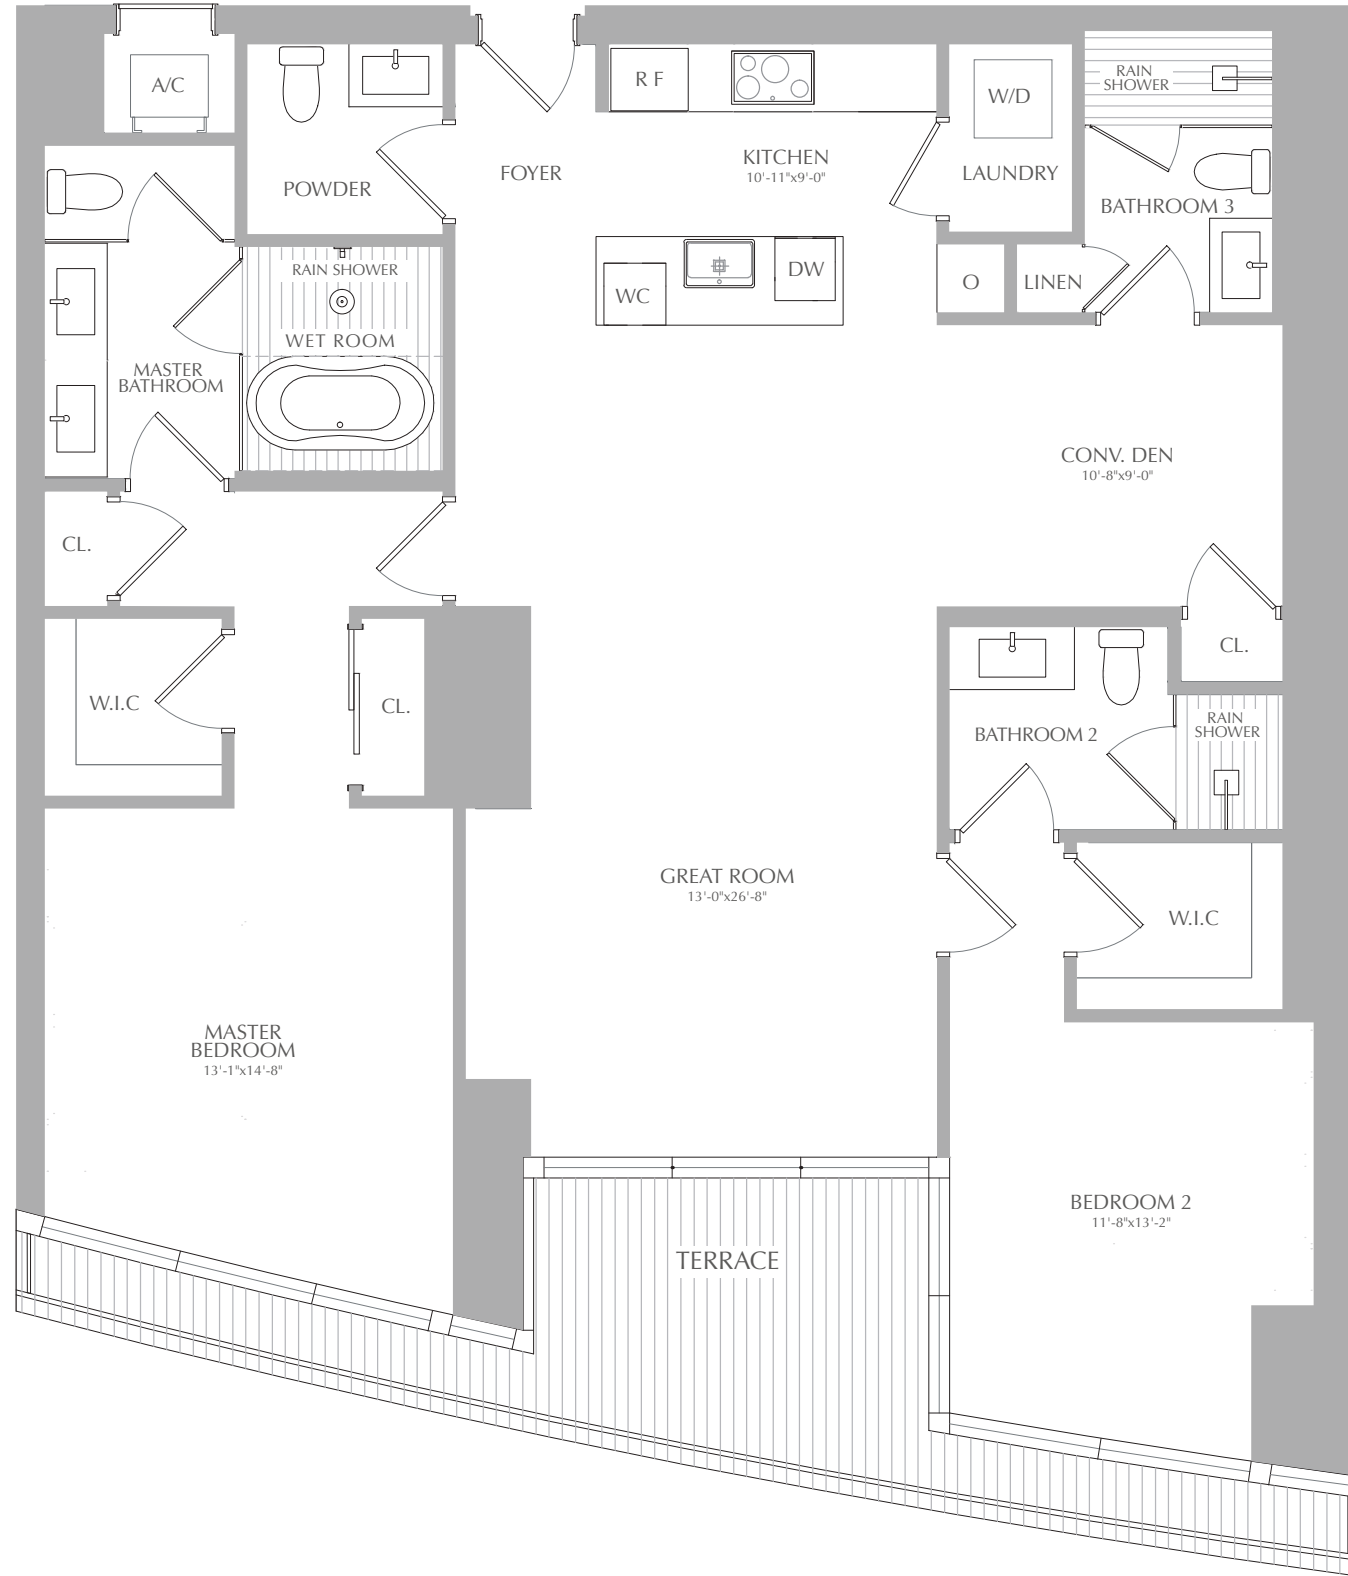 A/C
R F
W/D
RAIN
SHOWER
POWDER
FOYER
KITCHEN
10'-11"x9'-0"
LAUNDRY
BATHROOM 3
RAIN SHOWER
WET ROOM
WC
DW
O
LINEN
MASTER
BATHROOM
CONV. DEN
10'-8"x9'-0"
CL.
W.I.C
CL.
CL.
BATHROOM 2
RAIN
SHOWER
GREAT ROOM
13'-0"x26'-8"
W.I.C
MASTER
BEDROOM
13'-1"x14'-8"
BEDROOM 2
11'-8"x13'-2"
TERRACE